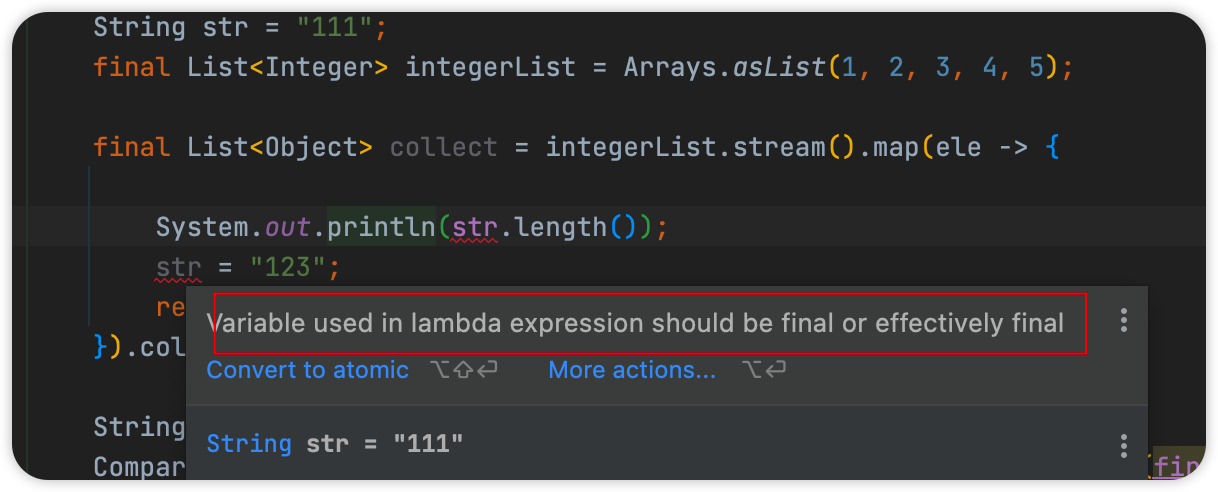 String str = "111";
final List<Integer> integerList = Arrays.asList(1, 2, 3, 4, 5);
final List<Object> collect = integerList.stream().map(ele -> {
System.out.println(str.length());
str = "123";
re
Variable used in lambda expression should be final or effectively final
}).col
Convert to atomic ⌥⇧⏎ More actions... ⌥⏎
String
String str = "111"
Compar
(fin